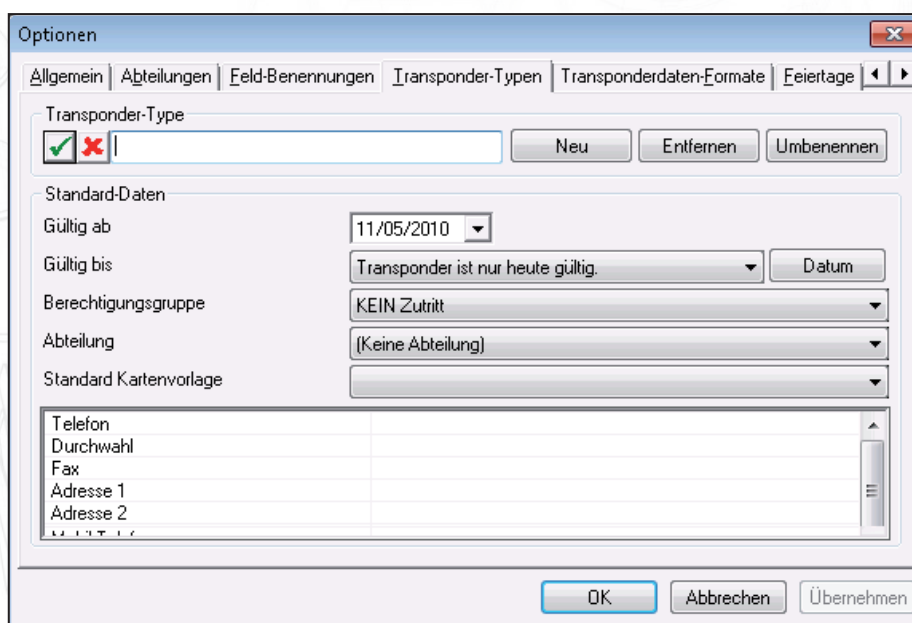 Optionen
Allgemein Abteilungen Feld-Benennungen Transponder-Typen Transponderdaten-Formate Feiertage
Transponder-Type
Neu Entfernen Umbenennen
Standard-Daten
Gültig ab 11/05/2010
Gültig bis Transponder ist nur heute gültig. Datum
Berechtigungsgruppe KEIN Zutritt
Abteilung (Keine Abteilung)
Standard Kartenvorlage
Telefon
Durchwahl
Fax
Adresse 1
Adresse 2
OK Abbrechen Übernehmen